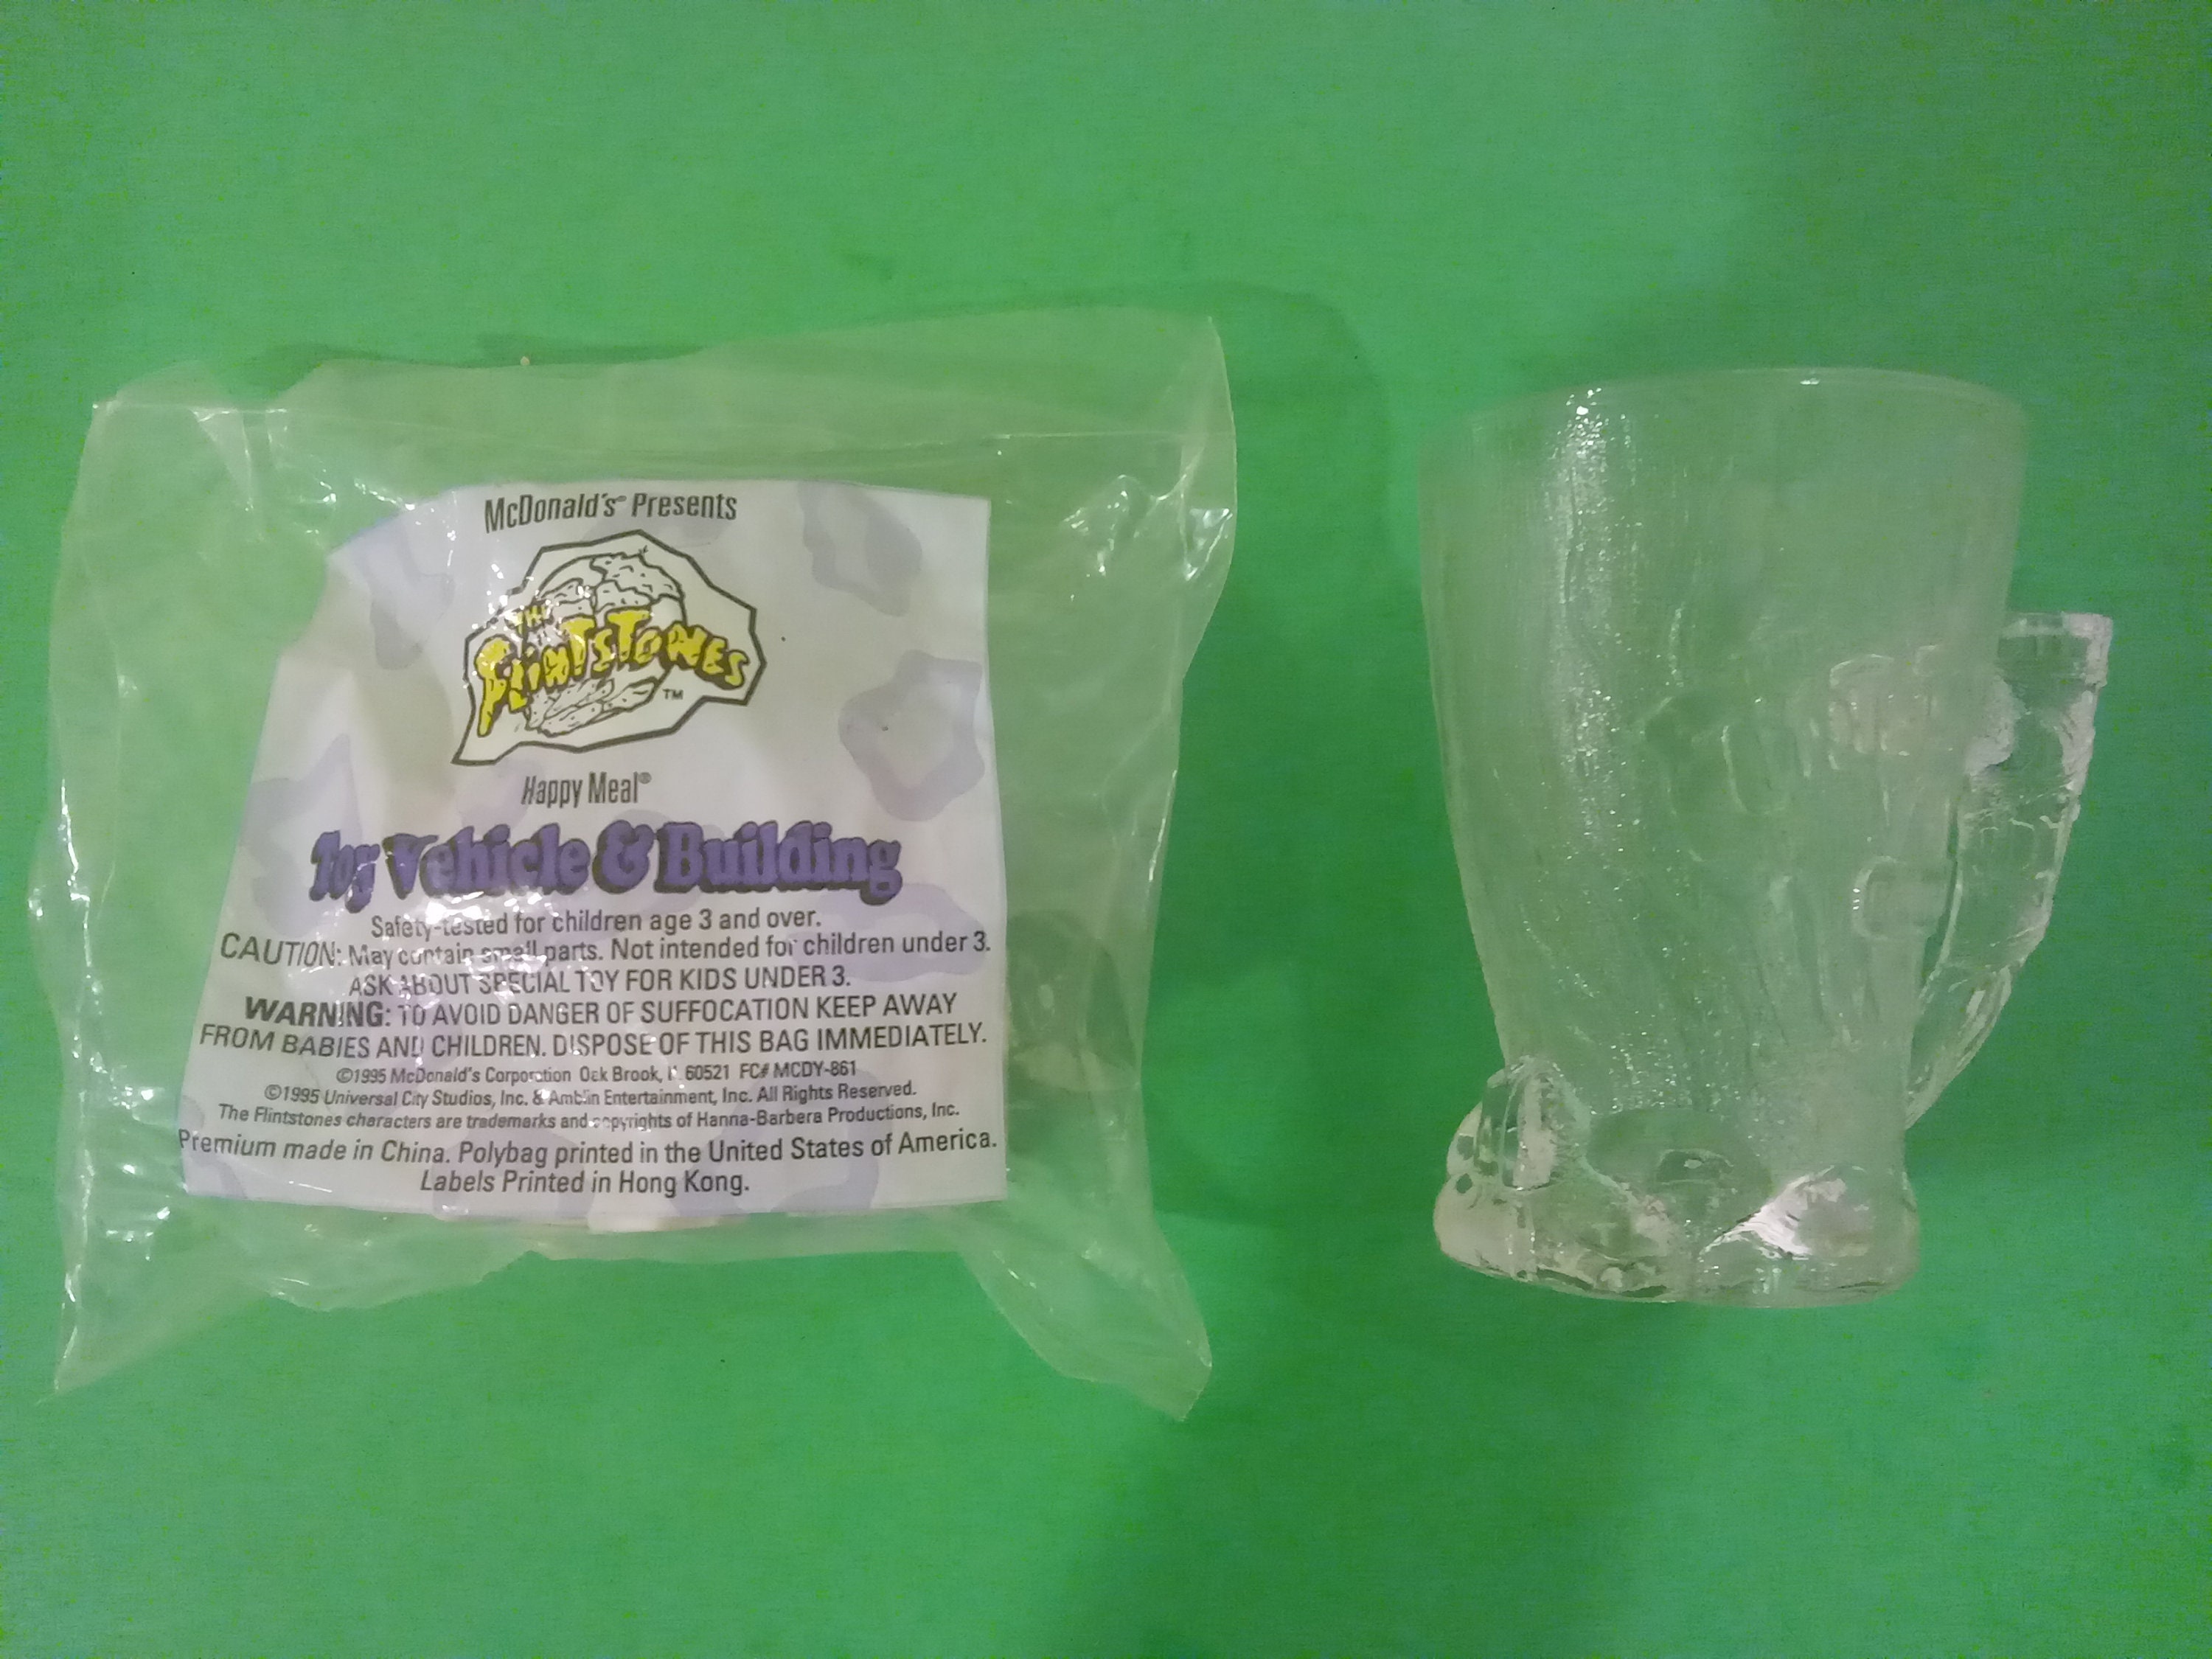 McDonald's® Presents
THE
FLINTSTONES
TM
Happy Meal®
Toy Vehicle & Building
Safety-tested for children age 3 and over.
CAUTION: May contain small parts. Not intended for children under 3.
ASK ABOUT SPECIAL TOY FOR KIDS UNDER 3.
WARNING: TO AVOID DANGER OF SUFFOCATION KEEP AWAY
FROM BABIES AND CHILDREN. DISPOSE OF THIS BAG IMMEDIATELY.
©1995 McDonald's Corporation Oak Brook, IL 60521 FC# MCDY-861
©1995 Universal City Studios, Inc. & Amblin Entertainment, Inc. All Rights Reserved.
The Flintstones characters are trademarks and copyrights of Hanna-Barbera Productions, Inc.
Premium made in China. Polybag printed in the United States of America.
Labels Printed in Hong Kong.